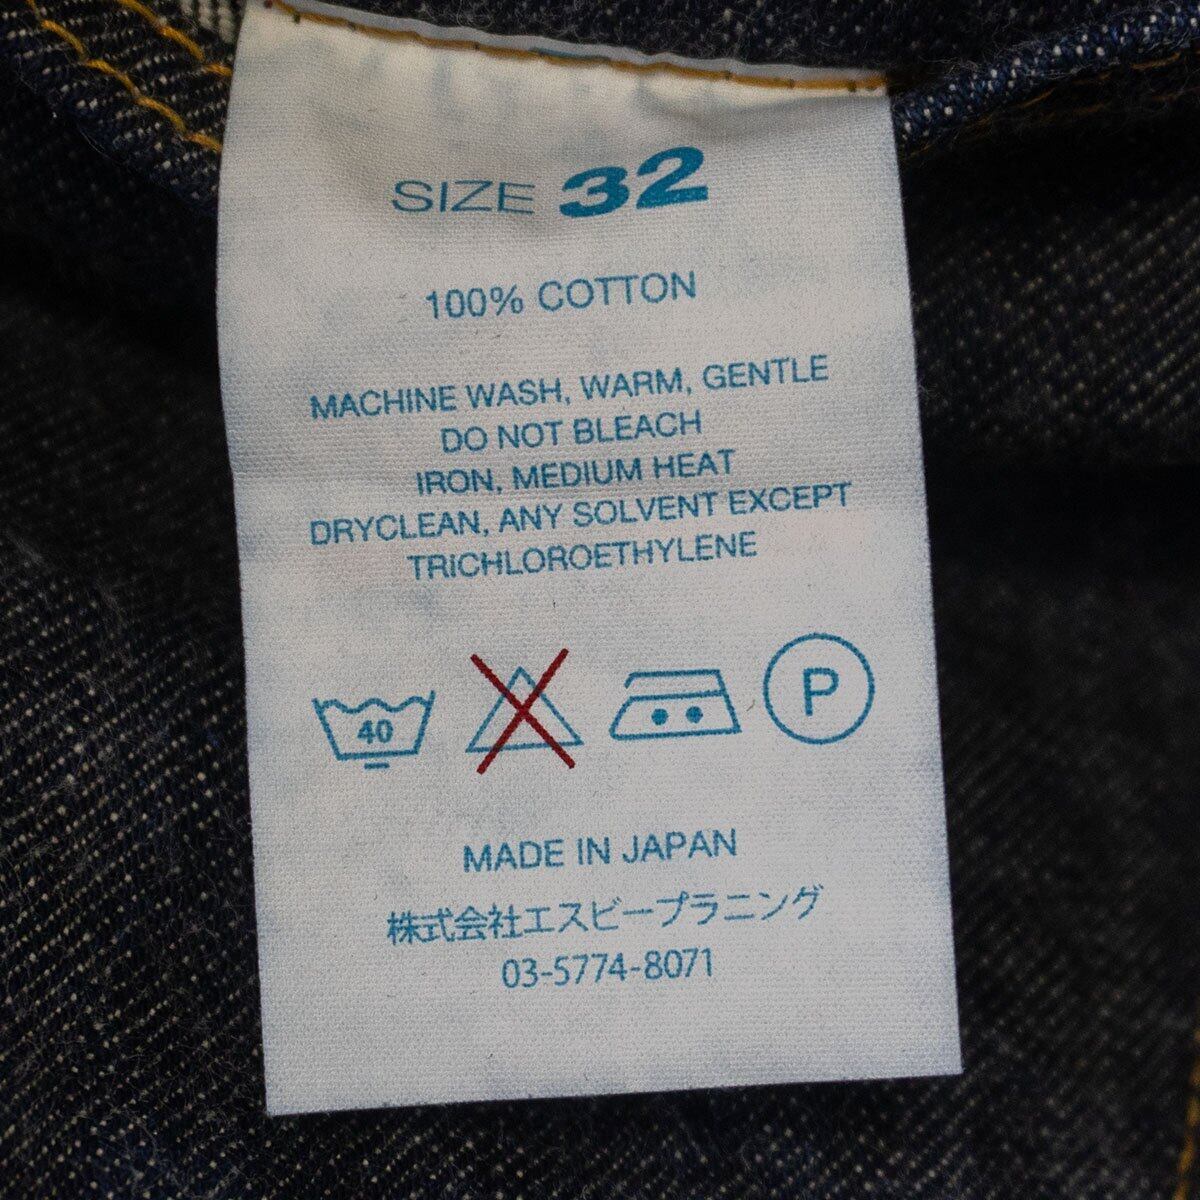 SIZE 32
100% COTTON
MACHINE WASH, WARM, GENTLE
DO NOT BLEACH
IRON, MEDIUM HEAT
DRYCLEAN, ANY SOLVENT EXCEPT
TRICHLOROETHYLENE
40 P
MADE IN JAPAN
株式会社エスビープラニング
03-5774-8071